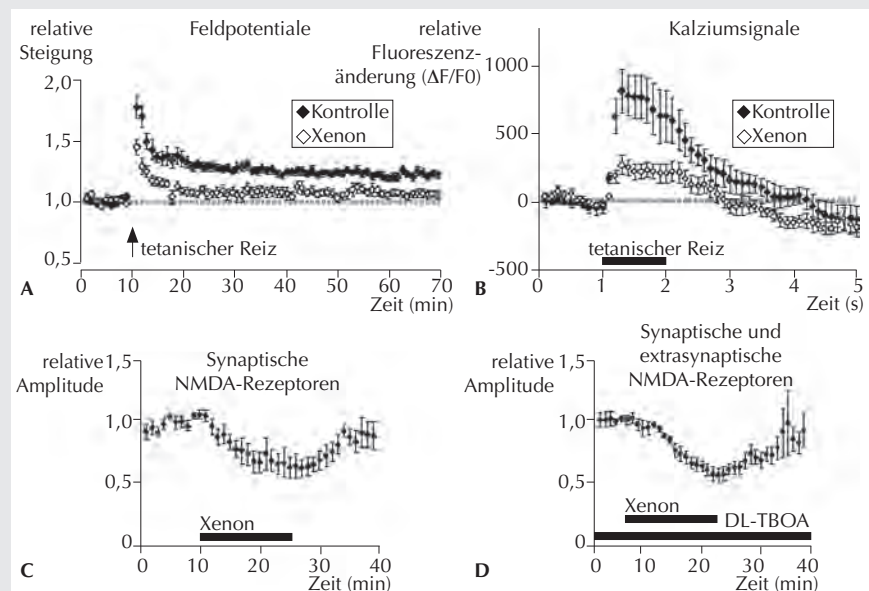 relative
Steigung
Feldpotentiale
2,0
1,5
1,0
0,5
Kontrolle
Xenon
tetanischer Reiz
0 10 20 30 40 50 60 70
Zeit (min)
A
relative
Fluoreszenz-
änderung (ΔF/F0)
Kalziumsignale
1000
500
0
-500
Kontrolle
Xenon
tetanischer Reiz
0 1 2 3 4 5
Zeit (s)
B
relative
Amplitude
Synaptische
NMDA-Rezeptoren
1,5
1,0
0,5
0
Xenon
0 10 20 30 40
Zeit (min)
C
relative
Amplitude
Synaptische und
extrasynaptische
NMDA-Rezeptoren
1,5
1,0
0,5
0
Xenon
DL-TBOA
0 10 20 30 40
Zeit (min)
D